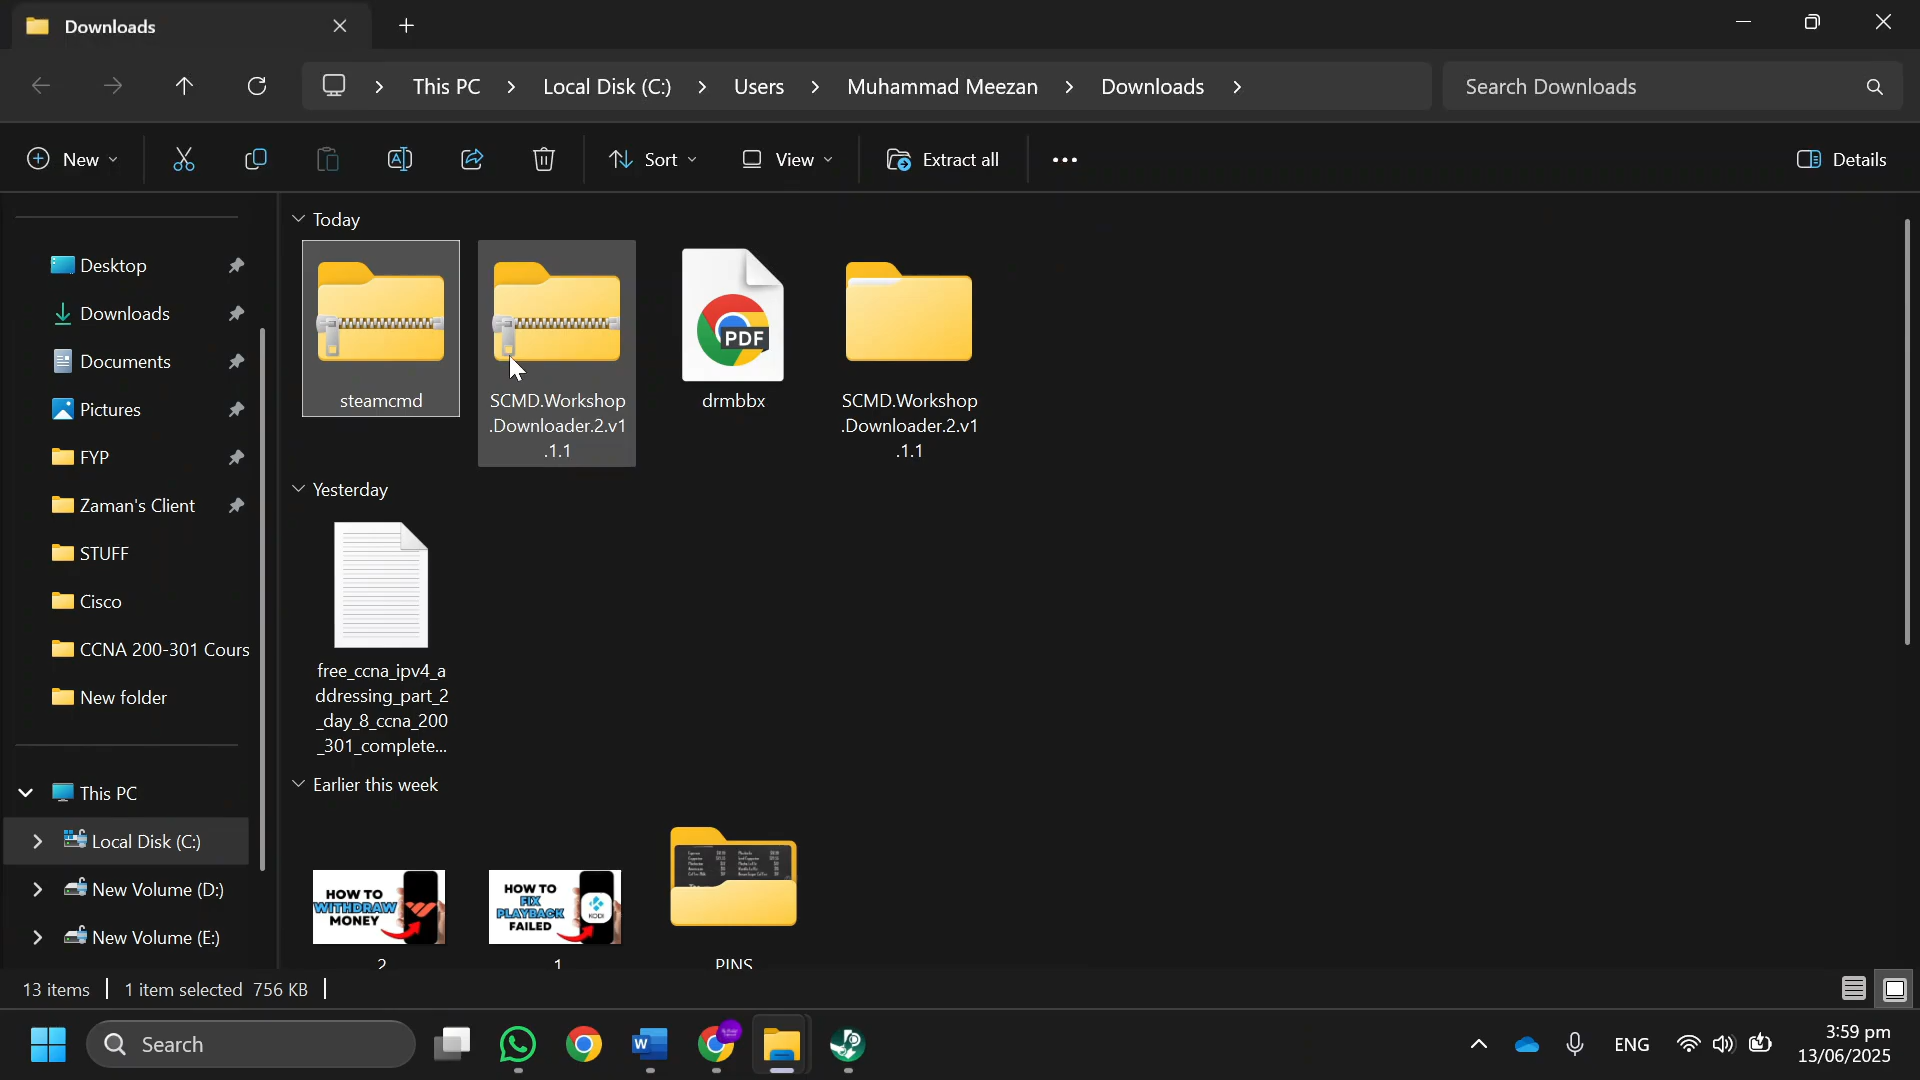 Downloads
This PC > Local Disk (C:) > Users > Muhammad Meezan > Downloads >
Search Downloads
New
Sort
View
Extract all
Details
Desktop
Downloads
Documents
Pictures
FYP
Zaman's Client
STUFF
Cisco
CCNA 200-301 Cours
New folder
This PC
Local Disk (C:)
New Volume (D:)
New Volume (E:)
Today
steamcmd
SCMD.Workshop
.Downloader.2.v1
.1.1
PDF
drmbbx
SCMD.Workshop
.Downloader.2.v1
.1.1
Yesterday
free_ccna_ipv4_a
ddressing_part_2
_day_8_ccna_200
_301_complete...
Earlier this week
HOW TO
WITHDRAW
MONEY
2
HOW TO
FIX
PLAYBACK
FAILED
KODI
1
PINS
13 items
1 item selected 756 KB
Search
W
ENG
3:59 pm
13/06/2025